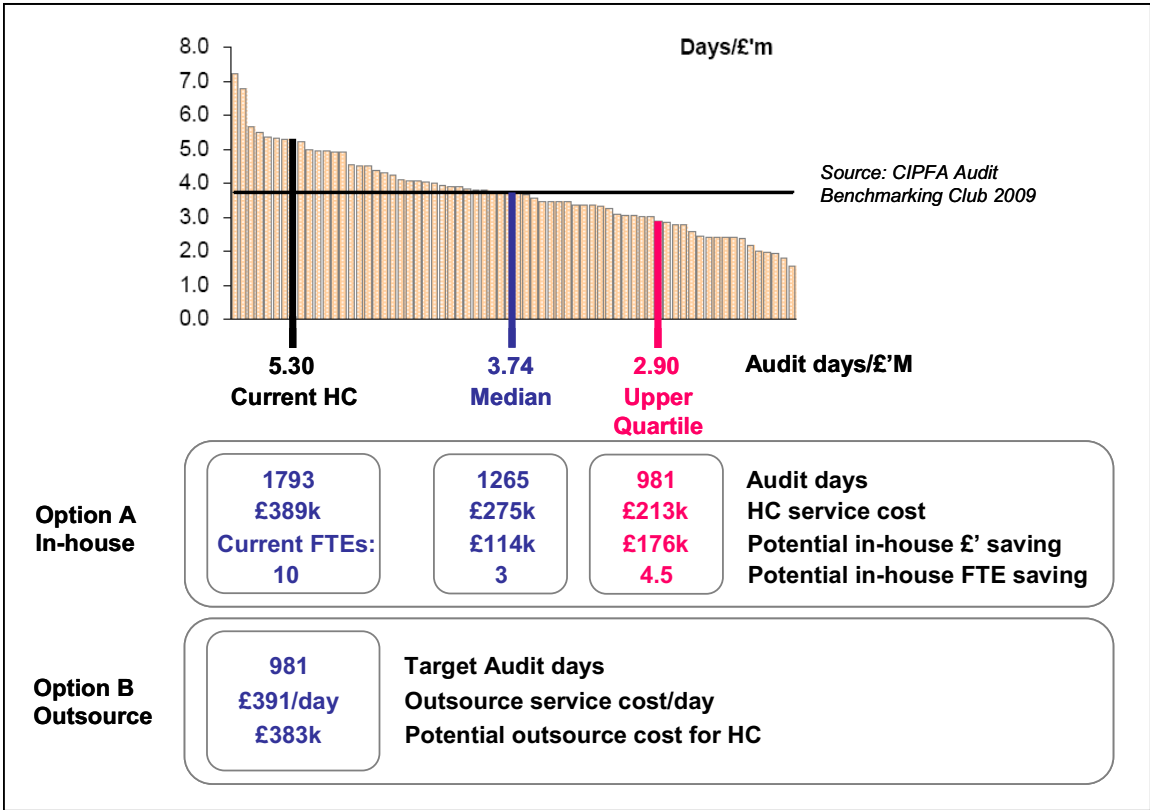 Days/£'m
8.0
7.0
6.0
5.0
4.0
3.0
2.0
1.0
0.0
Source: CIPFA Audit
Benchmarking Club 2009
5.30
Current HC
3.74
Median
2.90
Upper
Quartile
Audit days/£'M
Option A
In-house
1793
£389k
Current FTEs:
10
1265
£275k
£114k
3
981
£213k
£176k
4.5
Audit days
HC service cost
Potential in-house £' saving
Potential in-house FTE saving
Option B
Outsource
981
£391/day
£383k
Target Audit days
Outsource service cost/day
Potential outsource cost for HC